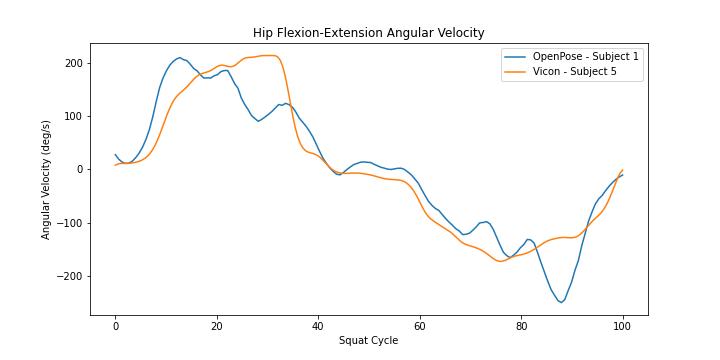 Hip Flexion-Extension Angular Velocity
OpenPose - Subject 1
Vicon - Subject 5
Angular Velocity (deg/s)
200
100
0
−100
−200
0 20 40 60 80 100
Squat Cycle